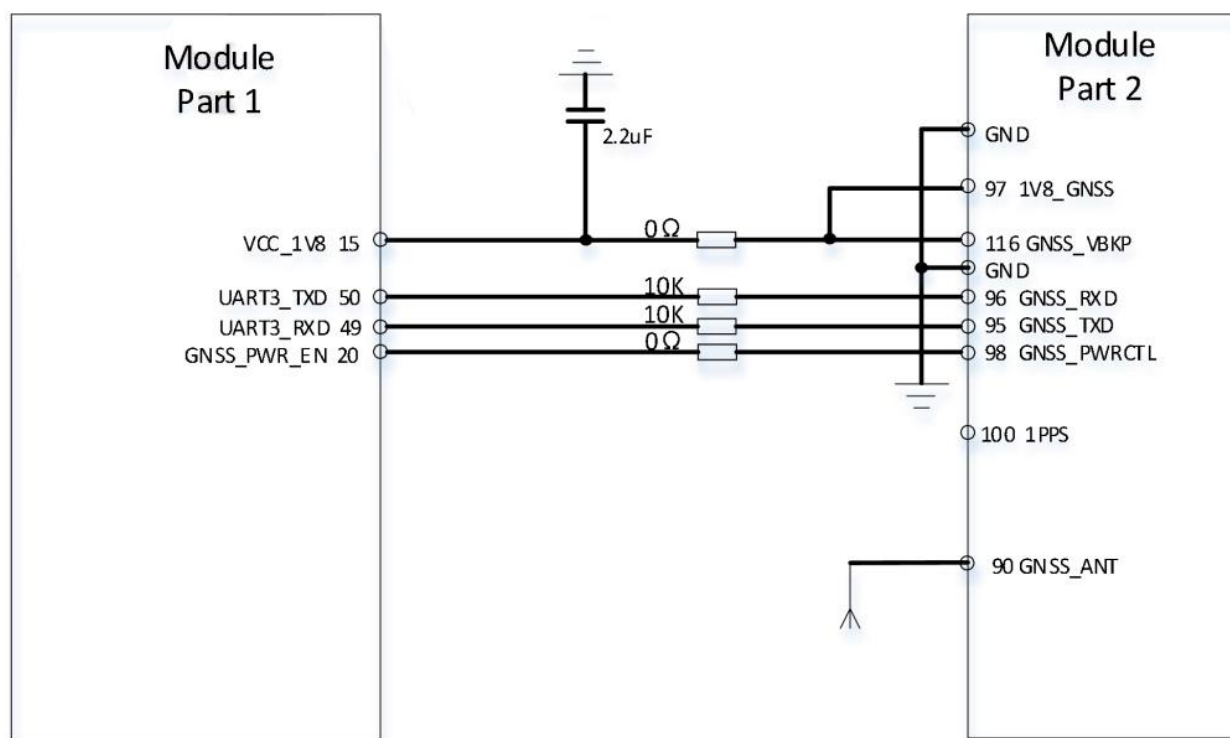 Module
Part 1
Module
Part 2
2.2uF
GND
97 1V8_GNSS
VCC_1V8 15
0Ω
116 GNSS_VBKP
GND
UART3_TXD 50
10K
96 GNSS_RXD
UART3_RXD 49
10K
95 GNSS_TXD
GNSS_PWR_EN 20
0Ω
98 GNSS_PWRCTL
100 1PPS
90 GNSS_ANT